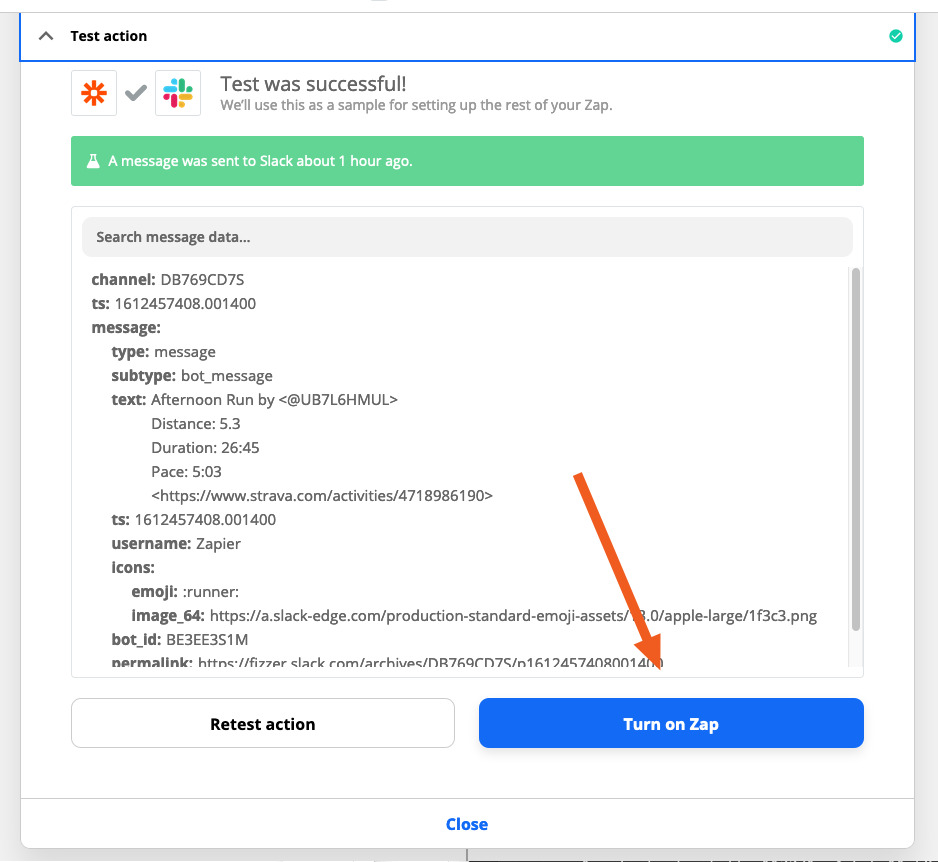 Test action
Test was successful!
We'll use this as a sample for setting up the rest of your Zap.
A message was sent to Slack about 1 hour ago.
Search message data...
channel: DB769CD7S
ts: 1612457408.001400
message:
type: message
subtype: bot_message
text: Afternoon Run by <@UB7L6HMUL>
Distance: 5.3
Duration: 26:45
Pace: 5:03
<https://www.strava.com/activities/4718986190>
ts: 1612457408.001400
username: Zapier
icons:
emoji: :runner:
image_64: https://a.slack-edge.com/production-standard-emoji-assets/13.0/apple-large/1f3c3.png
bot_id: BE3EE3S1M
permalink: https://fizzer.slack.com/archives/DB769CD7S/p1612457408001400
Retest action
Turn on Zap
Close